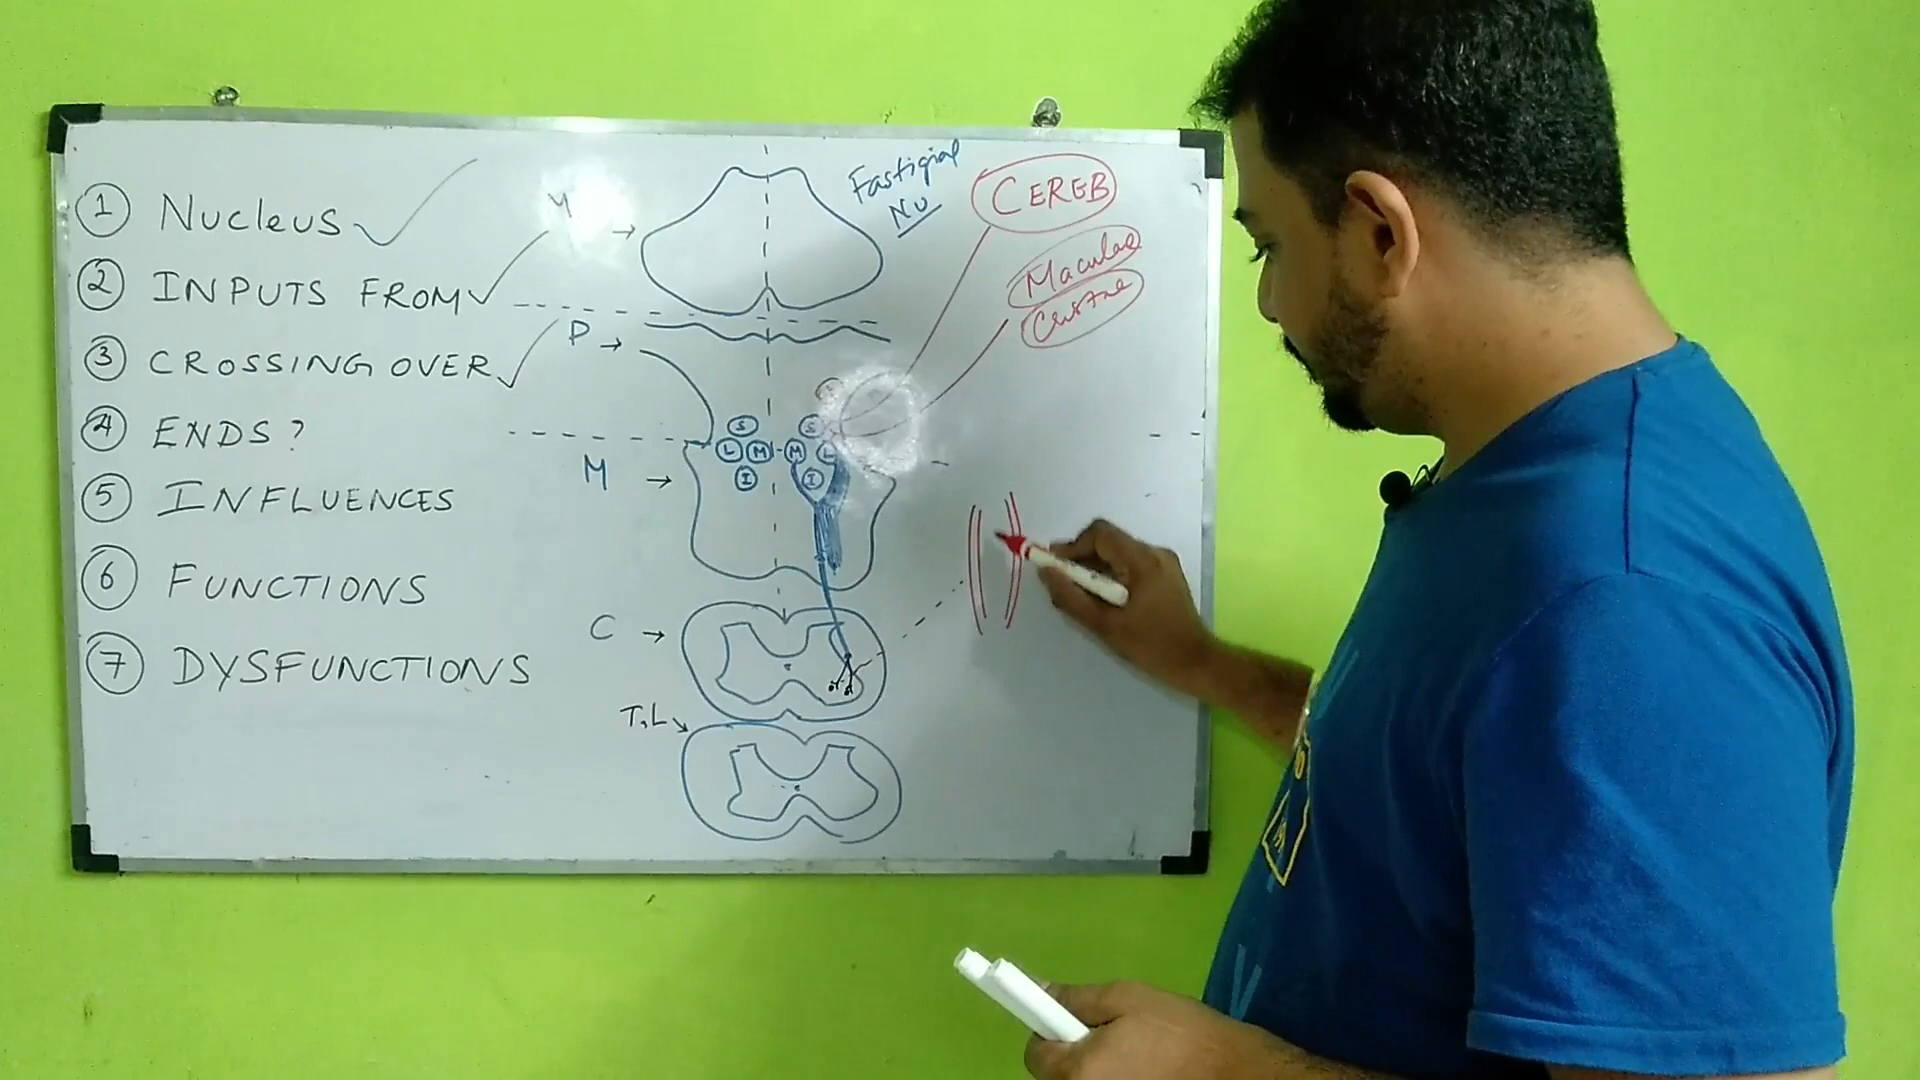 ① NUCLEUS
② INPUTS FROM
③ CROSSING OVER
④ ENDS?
⑤ INFLUENCES
⑥ FUNCTIONS
⑦ DYSFUNCTIONS
Fastigial
Nu
CEREB
Maculae
P →
S S
L M M L
I I
M →
C →
T, L